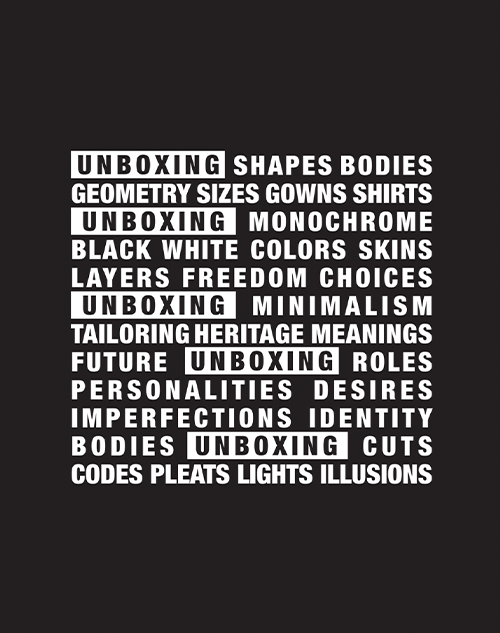 UNBOXING SHAPES BODIES
GEOMETRY SIZES GOWNS SHIRTS
UNBOXING MONOCHROME
BLACK WHITE COLORS SKINS
LAYERS FREEDOM CHOICES
UNBOXING MINIMALISM
TAILORING HERITAGE MEANINGS
FUTURE UNBOXING ROLES
PERSONALITIES DESIRES
IMPERFECTIONS IDENTITY
BODIES UNBOXING CUTS
CODES PLEATS LIGHTS ILLUSIONS